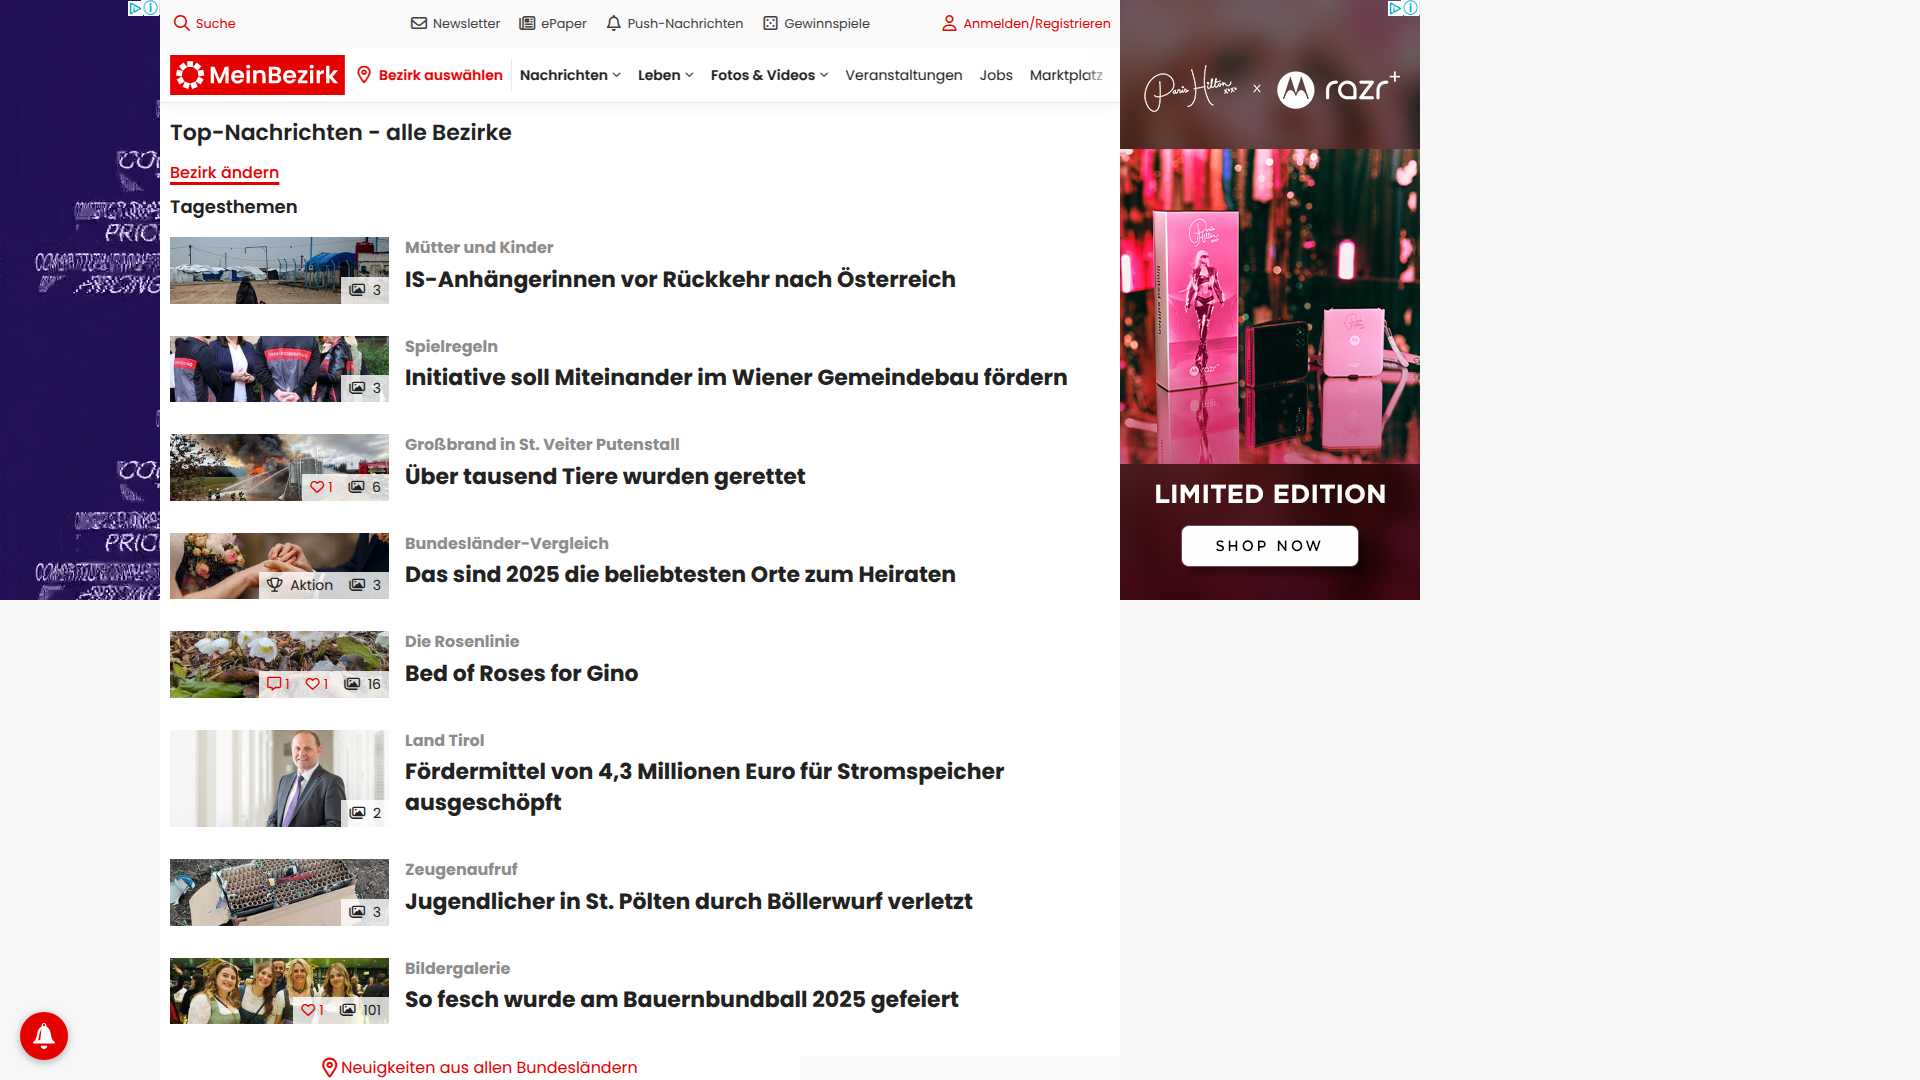 Suche
Newsletter
ePaper
Push-Nachrichten
Gewinnspiele
Anmelden/Registrieren
MeinBezirk
Bezirk auswählen
Nachrichten
Leben
Fotos & Videos
Veranstaltungen
Jobs
Marktplatz
Top-Nachrichten - alle Bezirke
Bezirk ändern
Tagesthemen
3
Mütter und Kinder
IS-Anhängerinnen vor Rückkehr nach Österreich
3
Spielregeln
Initiative soll Miteinander im Wiener Gemeindebau fördern
1 6
Großbrand in St. Veiter Putenstall
Über tausend Tiere wurden gerettet
Aktion 3
Bundesländer-Vergleich
Das sind 2025 die beliebtesten Orte zum Heiraten
1 1 16
Die Rosenlinie
Bed of Roses for Gino
2
Land Tirol
Fördermittel von 4,3 Millionen Euro für Stromspeicher
ausgeschöpft
3
Zeugenaufruf
Jugendlicher in St. Pölten durch Böllerwurf verletzt
1 101
Bildergalerie
So fesch wurde am Bauernbundball 2025 gefeiert
Neuigkeiten aus allen Bundesländern
Paris Hilton x razr+
LIMITED EDITION
SHOP NOW